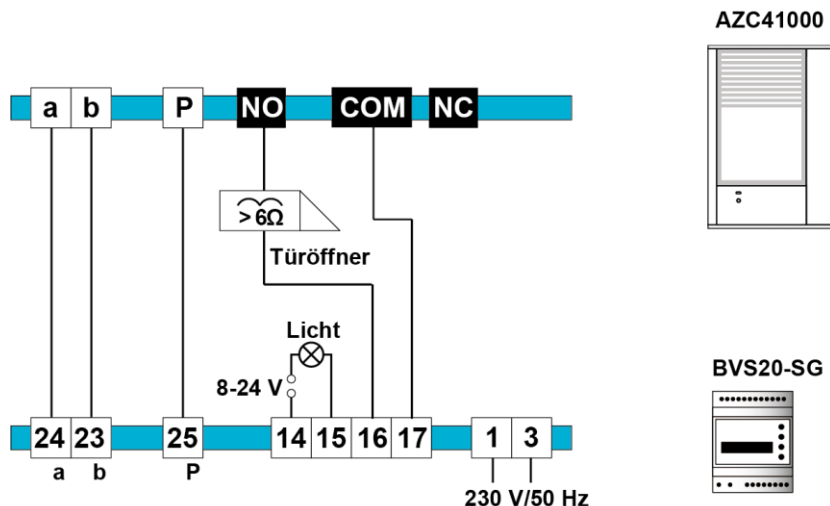 AZC41000
a b P NO COM NC
> 6Ω
Türöffner
Licht
8-24 V
BVS20-SG
24 23 25 14 15 16 17 1 3
a b P
230 V/50 Hz